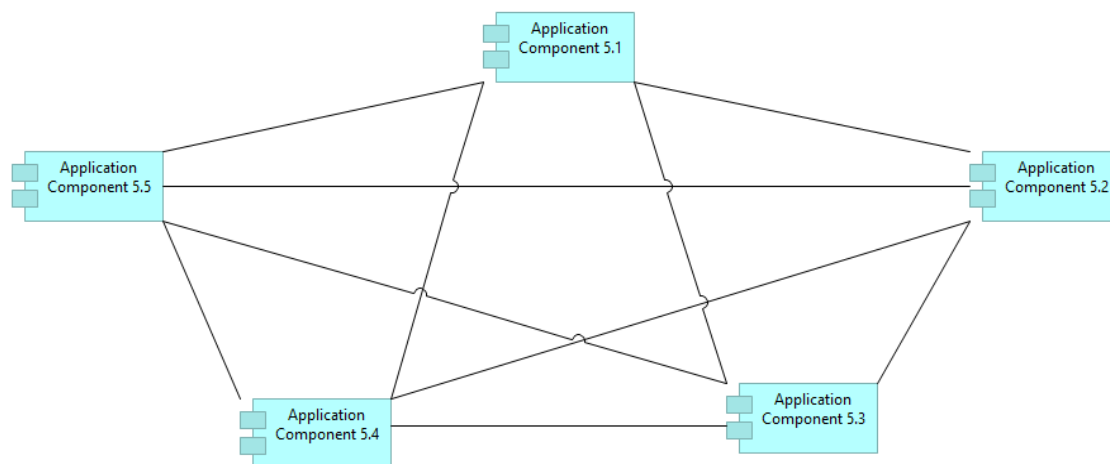 Application
Component 5.1
Application
Component 5.5
Application
Component 5.2
Application
Component 5.4
Application
Component 5.3